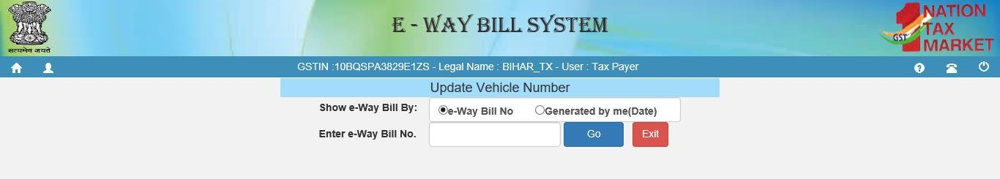 सत्यमेव जयते
E - WAY BILL SYSTEM
GST 1 NATION
TAX
MARKET
GSTIN :10BQSPA3829E1ZS - Legal Name : BIHAR_TX - User : Tax Payer
Update Vehicle Number
Show e-Way Bill By: e-Way Bill No Generated by me(Date)
Enter e-Way Bill No. Go Exit